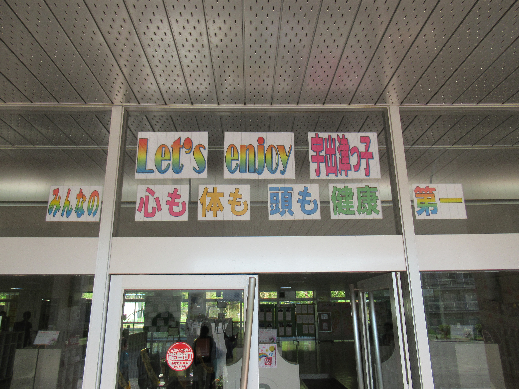 Let's enjoy 宇出津っ子
みんなの 心も 体も 頭も 健康 第一